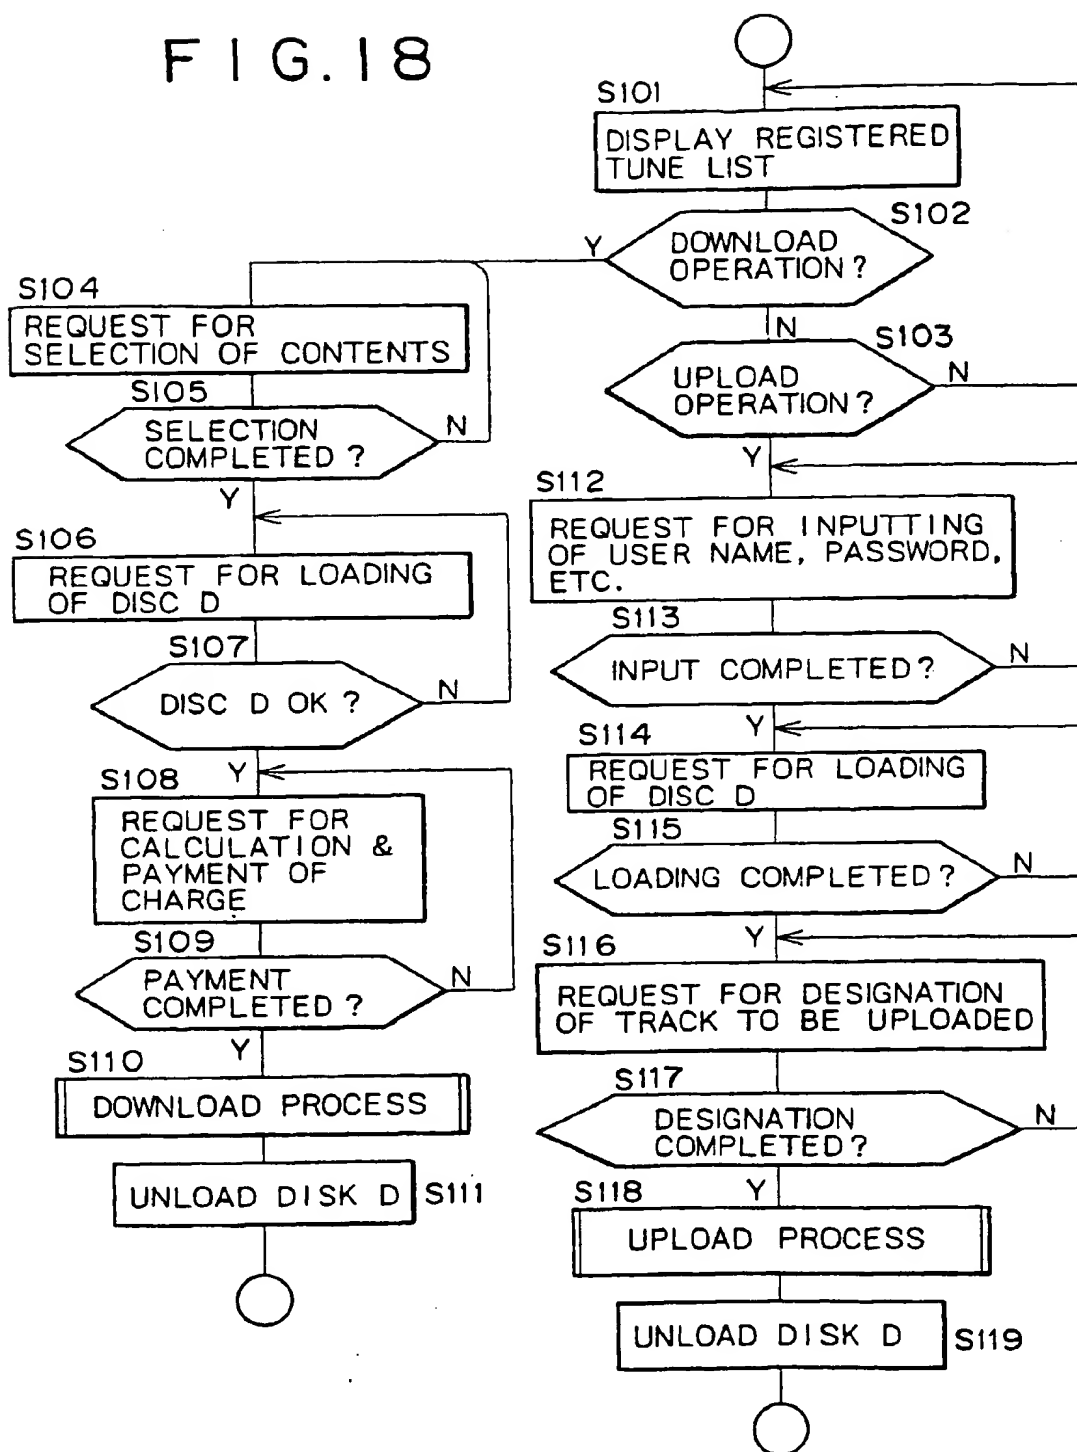 FIG.18
S101
DISPLAY REGISTERED
TUNE LIST
S102
DOWNLOAD
OPERATION?
Y
N
S103
UPLOAD
OPERATION?
N
Y
S104
REQUEST FOR
SELECTION OF CONTENTS
S105
SELECTION
COMPLETED?
N
Y
S106
REQUEST FOR LOADING
OF DISC D
S107
DISC D OK?
N
Y
S108
REQUEST FOR
CALCULATION &
PAYMENT OF
CHARGE
S109
PAYMENT
COMPLETED?
N
Y
S110
DOWNLOAD PROCESS
UNLOAD DISK D
S111
S112
REQUEST FOR INPUTTING
OF USER NAME, PASSWORD,
ETC.
S113
INPUT COMPLETED?
N
Y
S114
REQUEST FOR LOADING
OF DISC D
S115
LOADING COMPLETED?
N
Y
S116
REQUEST FOR DESIGNATION
OF TRACK TO BE UPLOADED
S117
DESIGNATION
COMPLETED?
N
Y
S118
UPLOAD PROCESS
UNLOAD DISK D
S119